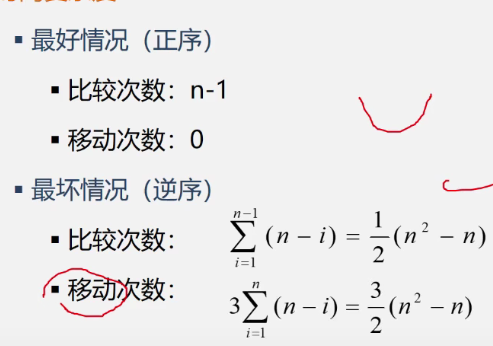 最好情况（正序）
比较次数：n-1
移动次数：0
最坏情况（逆序）
比较次数： \sum_{i=1}^{n-1}(n-i)=\frac{1}{2}(n^2-n)
移动次数： 3\sum_{i=1}^{n}(n-i)=\frac{3}{2}(n^2-n)